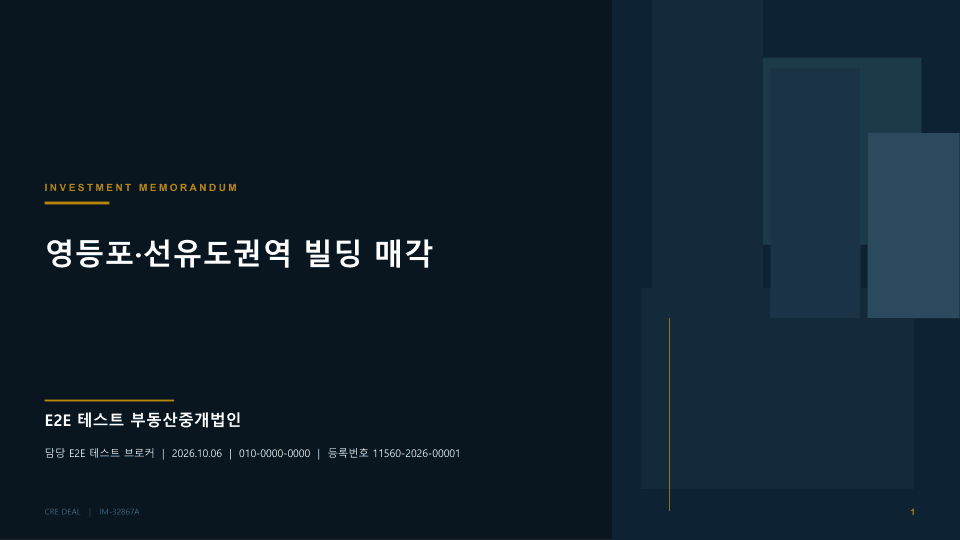 INVESTMENT MEMORANDUM
영등포·선유도권역 빌딩 매각
E2E 테스트 부동산중개법인
담당 E2E 테스트 브로커 | 2026.10.06 | 010-0000-0000 | 등록번호 11560-2026-00001
CRE DEAL | IM-32867A
1